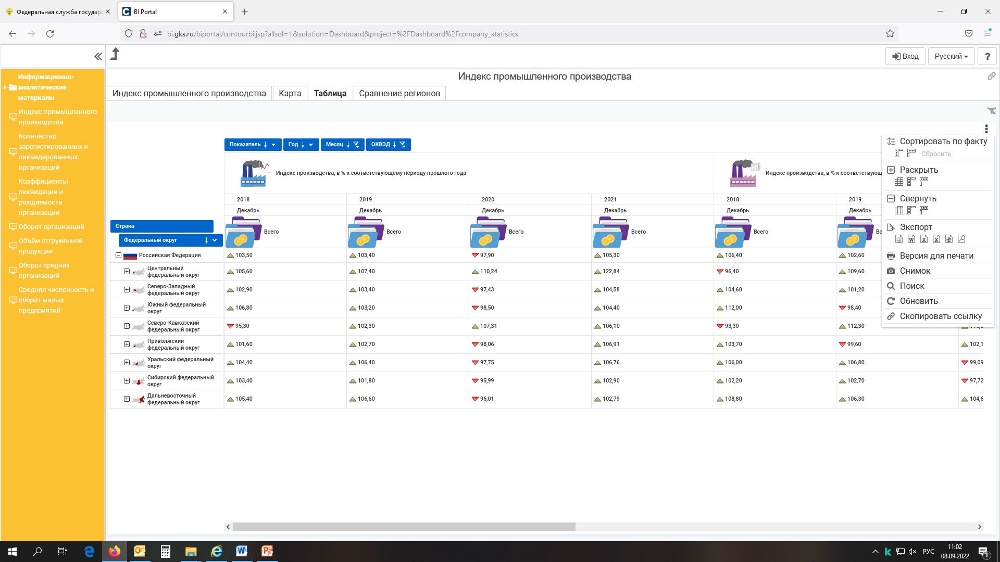 Федеральная служба государс
BI Portal
bi.gks.ru/biportal/contourbi.jsp?allsol=1&solution=Dashboard&project=%2FDashboard%2Fcompany_statistics
Вход
Русский
?
Информационно-
аналитические
материалы
Индекс промышленного
производства
Количество
зарегистированных и
ликвидированных
организаций
Коэффициенты
ликвидации и
рождаемости
организации
Оборот организаций
Объём отгруженной
продукции
Оборот средних
организаций
Средняя численность и
оборот малых
предприятий
Индекс промышленного производства
Индекс промышленного производства Карта Таблица Сравнение регионов
Показатель Год Месяц ОКВЭД
Индекс производства, в % к соответствующему периоду прошлого года
Индекс производства, в % к соответствующ
2018 2019 2020 2021 2018 2019
Декабрь Декабрь Декабрь Декабрь Декабрь Декабрь
Всего Всего Всего Всего Всего Вс
Страна
Федеральный округ
Российская Федерация 103,50 103,40 97,90 105,30 106,40 102,60
Центральный
федеральный округ 105,60 107,40 110,24 122,84 96,40 109,60
Северо-Западный
федеральный округ 102,90 103,40 97,43 104,58 104,60 101,20
Южный федеральный
округ 106,80 103,20 98,50 104,40 112,00 98,40
Северо-Кавказский
федеральный округ 95,30 102,30 107,31 106,10 93,30 112,30
Приволжский
федеральный округ 101,60 102,70 98,06 106,91 103,70 99,60 102,1
Уральский федеральный
округ 104,40 106,40 97,75 106,76 106,00 106,80 99,09
Сибирский федеральный
округ 103,40 101,80 95,99 102,90 102,20 102,70 97,72
Дальневосточный
федеральный округ 105,40 106,60 96,01 102,79 108,80 106,30 104,6
Сортировать по факту
Сбросить
Раскрыть
Свернуть
Экспорт
Версия для печати
Снимок
Поиск
Обновить
Скопировать ссылку
РУС
11:02
08.09.2022
1